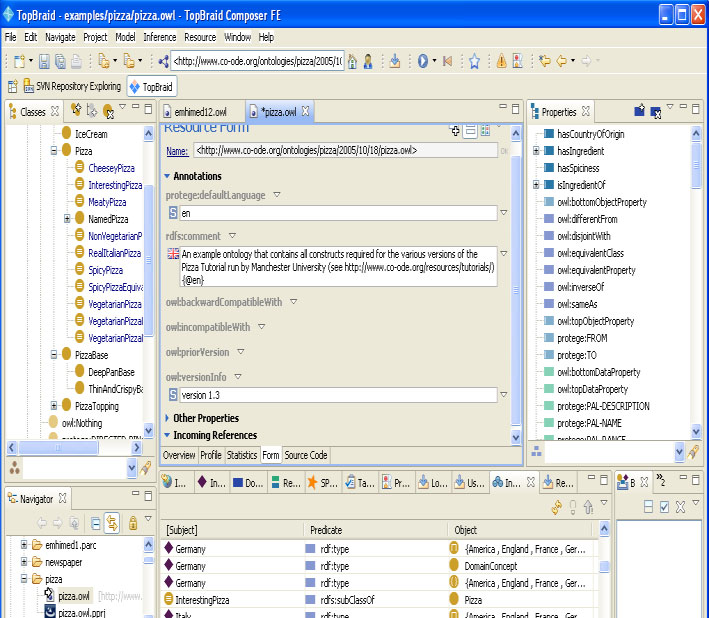 TopBraid - examples/pizza/pizza.owl - TopBraid Composer FE
File Edit Navigate Project Model Inference Resource Window Help
<http://www.co-ode.org/ontologies/pizza/2005/10
SVN Repository Exploring TopBraid
Classes
IceCream
Pizza
CheeseyPizza
InterestingPizza
MeatyPizza
NamedPizza
NonVegetarianP
RealItalianPizza
SpicyPizza
SpicyPizzaEquiva
VegetarianPizza
VegetarianPizzaE
VegetarianPizzaE
PizzaBase
DeepPanBase
ThinAndCrispyBa
PizzaTopping
owl:Nothing
emhimed12.owl *pizza.owl
Resource Form
Name: <http://www.co-ode.org/ontologies/pizza/2005/10/18/pizza.owl>
Annotations
protege:defaultLanguage
en
rdfs:comment
An example ontology that contains all constructs required for the various versions of the
Pizza Tutorial run by Manchester University (see http://www.co-ode.org/resources/tutorials/)
{@en}
owl:backwardCompatibleWith
owl:incompatibleWith
owl:priorVersion
owl:versionInfo
version 1.3
Other Properties
Incoming References
Overview Profile Statistics Form Source Code
Properties
hasCountryOfOrigin
hasIngredient
hasSpiciness
isIngredientOf
owl:bottomObjectProperty
owl:differentFrom
owl:disjointWith
owl:equivalentClass
owl:equivalentProperty
owl:inverseOf
owl:sameAs
owl:topObjectProperty
protege:FROM
protege:TO
owl:bottomDataProperty
owl:topDataProperty
protege:PAL-DESCRIPTION
protege:PAL-NAME
protege:PAL-RANGE
Navigator
emhimed1.parc
newspaper
pizza
pizza.owl [http://www.
pizza.owl.pprj
I... In... Do... Re... SP... Ta... Pr... Lo... Us... In... Re...
[Subject] Predicate Object
Germany rdf:type {America , England , France , Ger...
Germany rdf:type DomainConcept
Germany rdf:type {America , England , France , Ger...
InterestingPizza rdfs:subClassOf Pizza
Italy rdf:type {America , England , France , Ger...
B »2